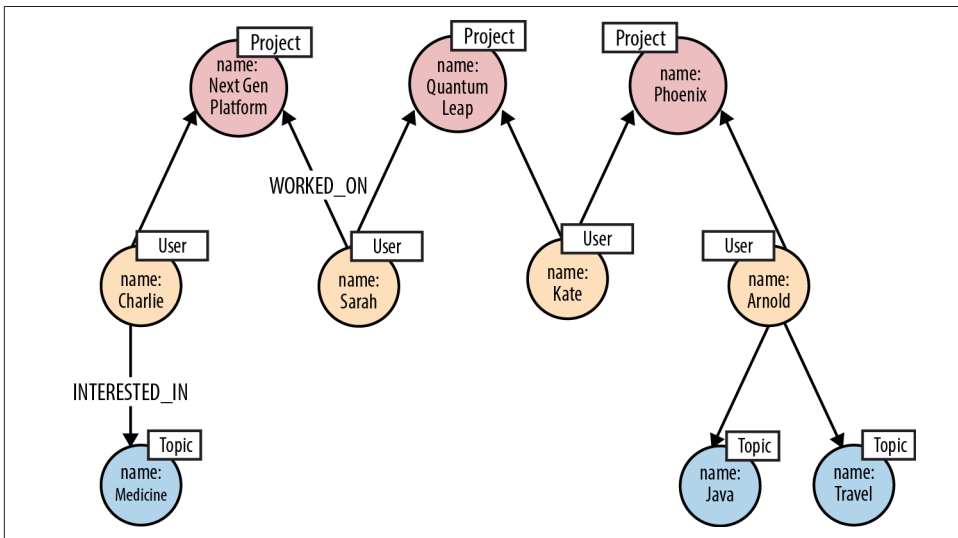 Project
name:
Next Gen
Platform
Project
name:
Quantum
Leap
Project
name:
Phoenix
WORKED_ON
User
name:
Charlie
User
name:
Sarah
User
name:
Kate
User
name:
Arnold
INTERESTED_IN
Topic
name:
Medicine
Topic
name:
Java
Topic
name:
Travel